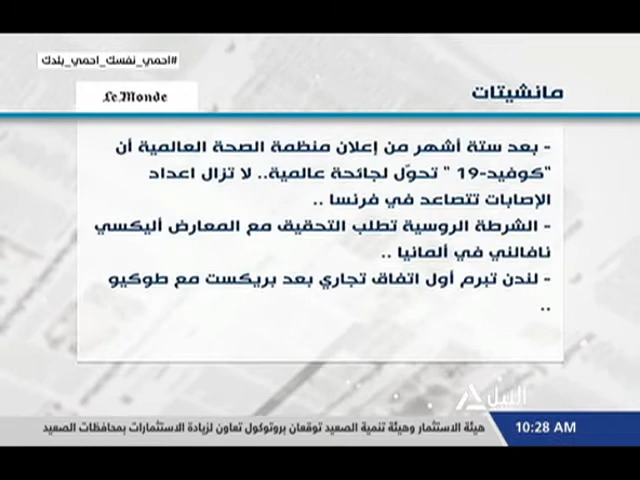 #احمي_نفسك_احمي_بلدك
مانشيتات
Le Monde
- بعد ستة أشهر من إعلان منظمة الصحة العالمية أن
"كوفيد-19 " تحوّل لجائحة عالمية.. لا تزال اعداد
الإصابات تتصاعد في فرنسا ..
- الشرطة الروسية تطلب التحقيق مع المعارض أليكسي
نافالني في ألمانيا ..
- لندن تبرم أول اتفاق تجاري بعد بريكست مع طوكيو
..
النيل
هيئة الاستثمار وهيئة تنمية الصعيد توقعان بروتوكول تعاون لزيادة الاستثمارات بمحافظات الصعيد
10:28 AM